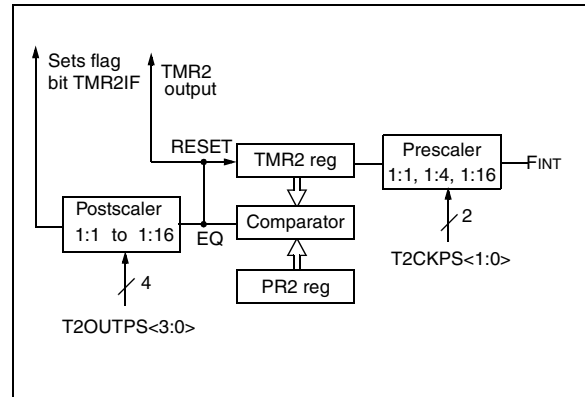 Sets flag
bit TMR2IF
TMR2
output
RESET
TMR2 reg
Prescaler
1:1, 1:4, 1:16
FINT
Postscaler
1:1 to 1:16
EQ
Comparator
2
T2CKPS<1:0>
4
PR2 reg
T2OUTPS<3:0>